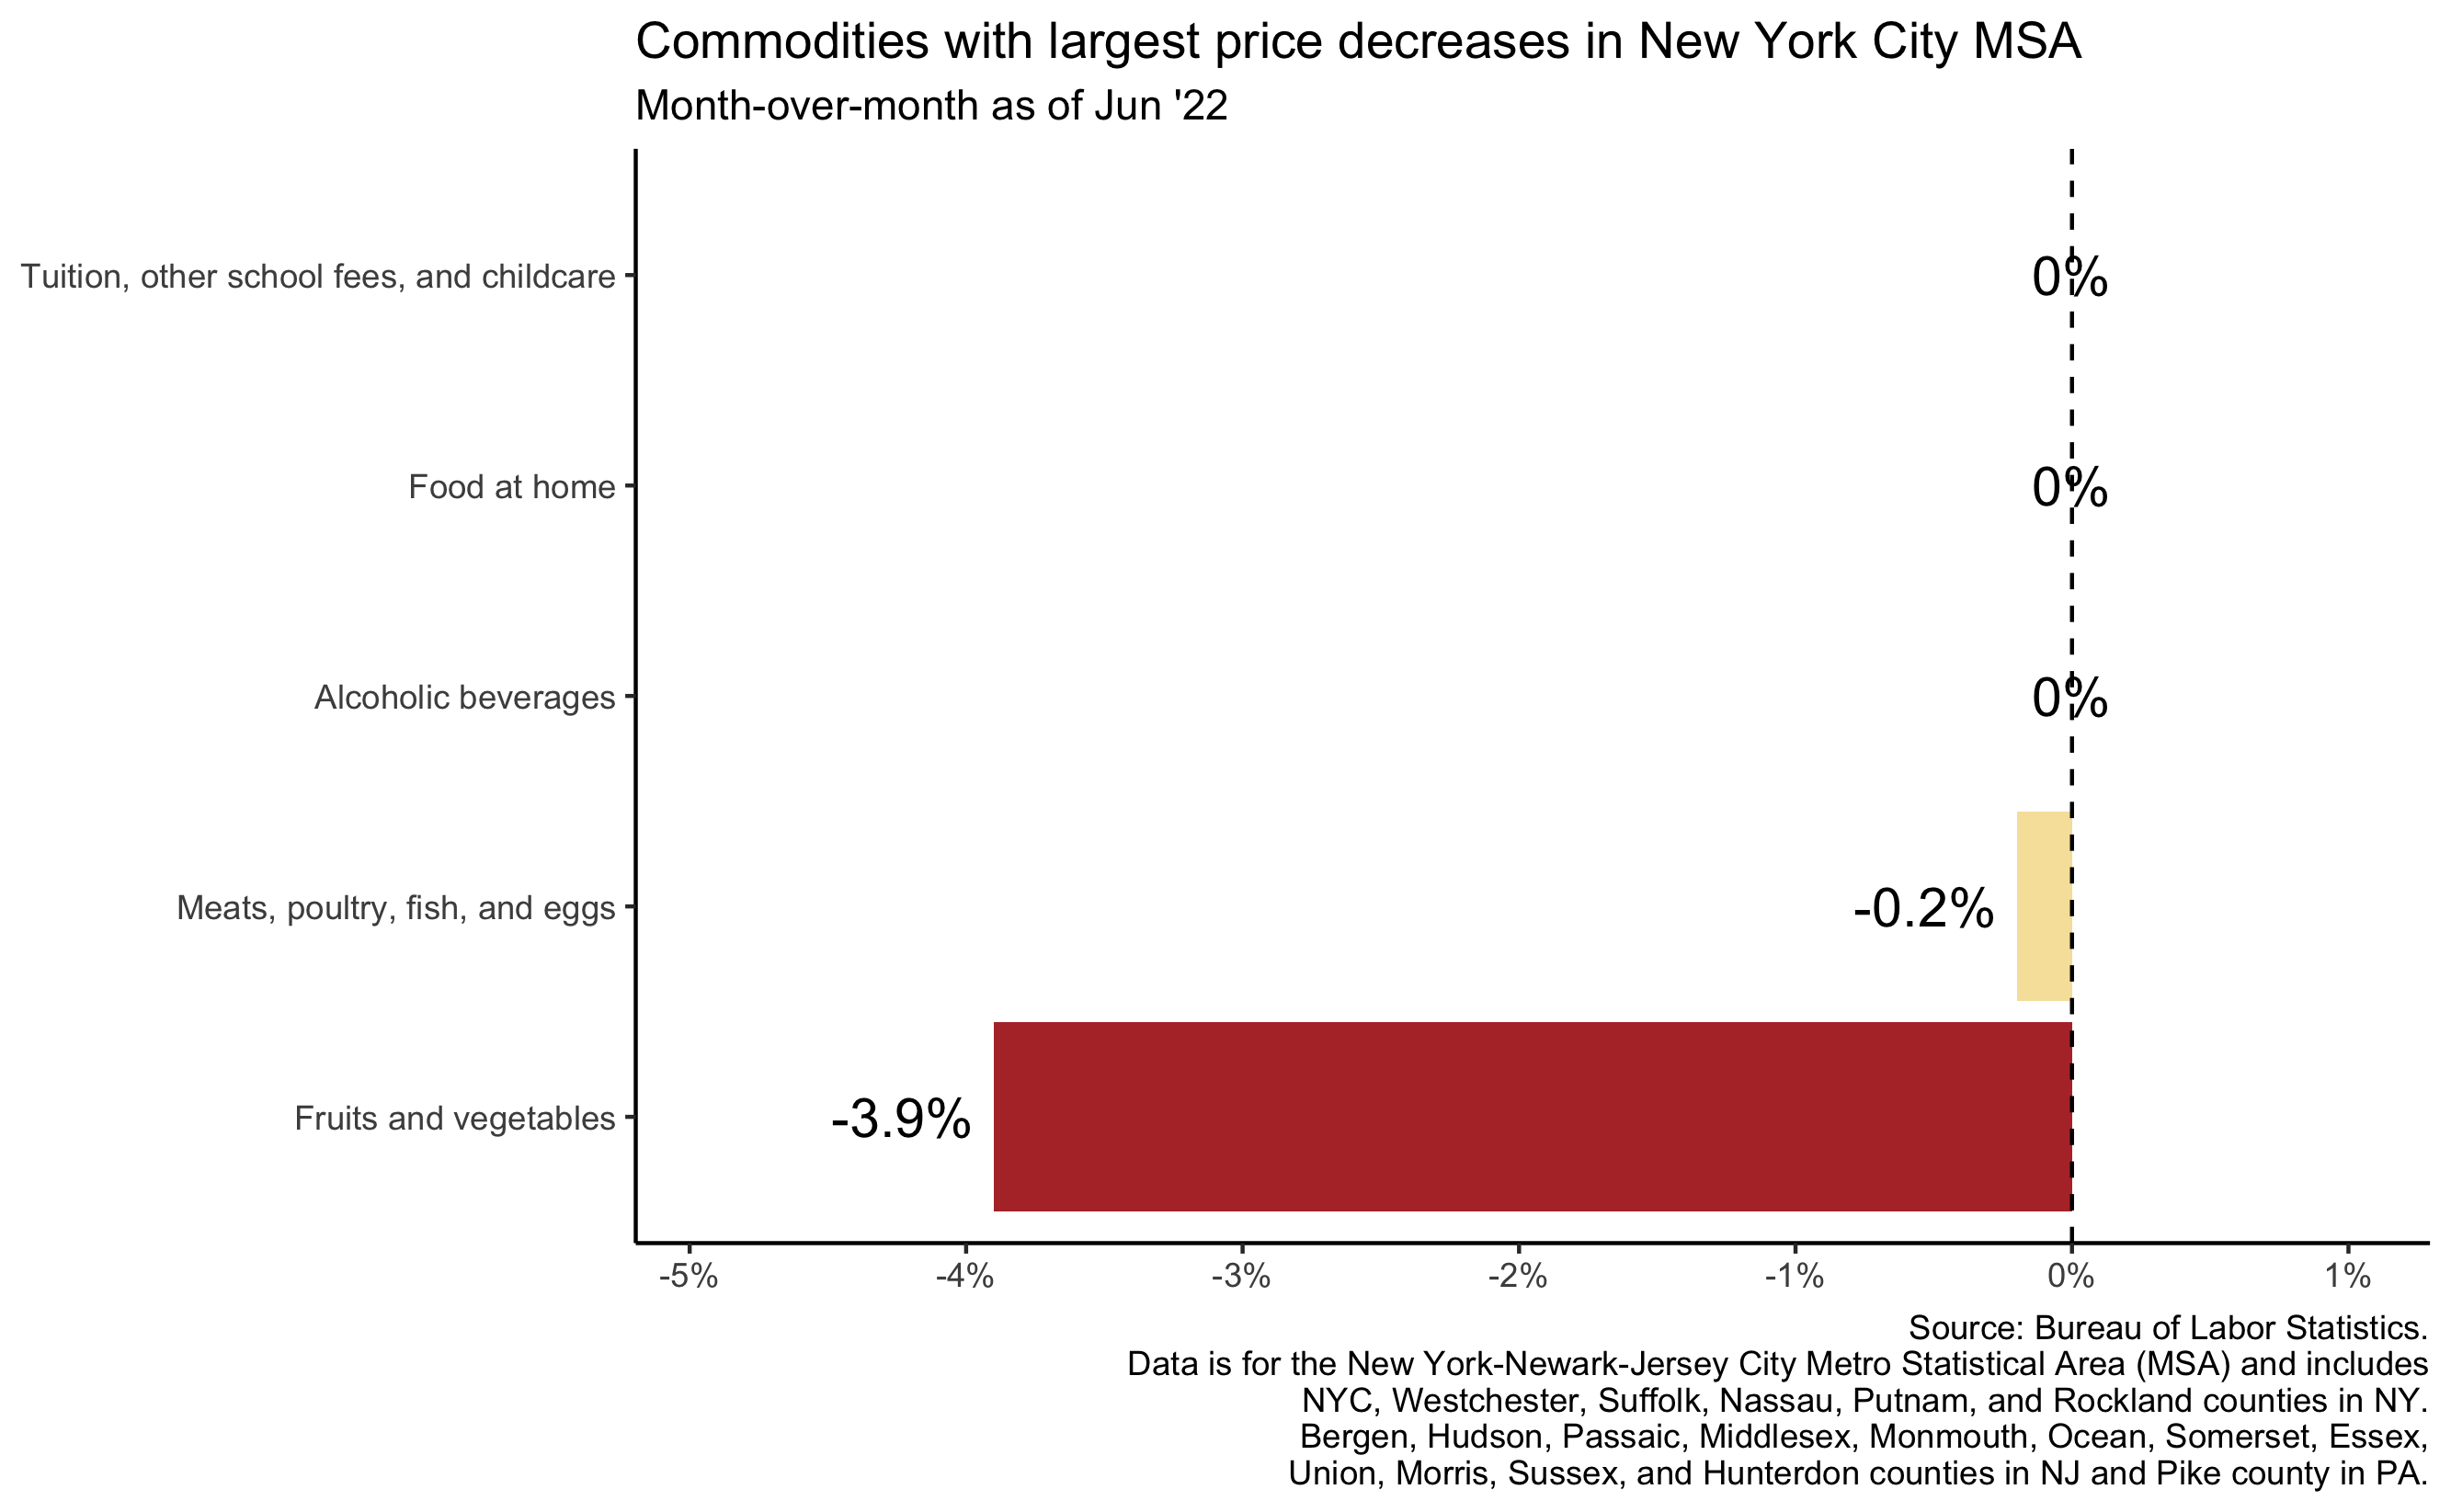 Commodities with largest price decreases in New York City MSA
Month-over-month as of Jun '22
Tuition, other school fees, and childcare
0%
Food at home
0%
Alcoholic beverages
0%
Meats, poultry, fish, and eggs
-0.2%
Fruits and vegetables
-3.9%
-5% -4% -3% -2% -1% 0% 1%
Source: Bureau of Labor Statistics.
Data is for the New York-Newark-Jersey City Metro Statistical Area (MSA) and includes
NYC, Westchester, Suffolk, Nassau, Putnam, and Rockland counties in NY.
Bergen, Hudson, Passaic, Middlesex, Monmouth, Ocean, Somerset, Essex,
Union, Morris, Sussex, and Hunterdon counties in NJ and Pike county in PA.